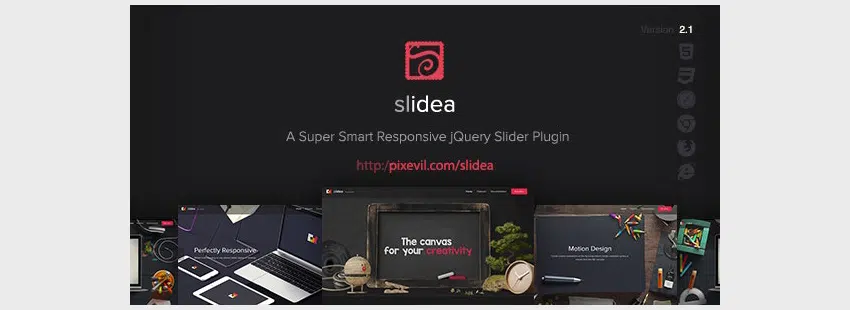 Version 2.1
slidea
A Super Smart Responsive jQuery Slider Plugin
http:/pixevil.com/slidea
Perfectly Responsive
The canvas
for your creativity
Motion Design